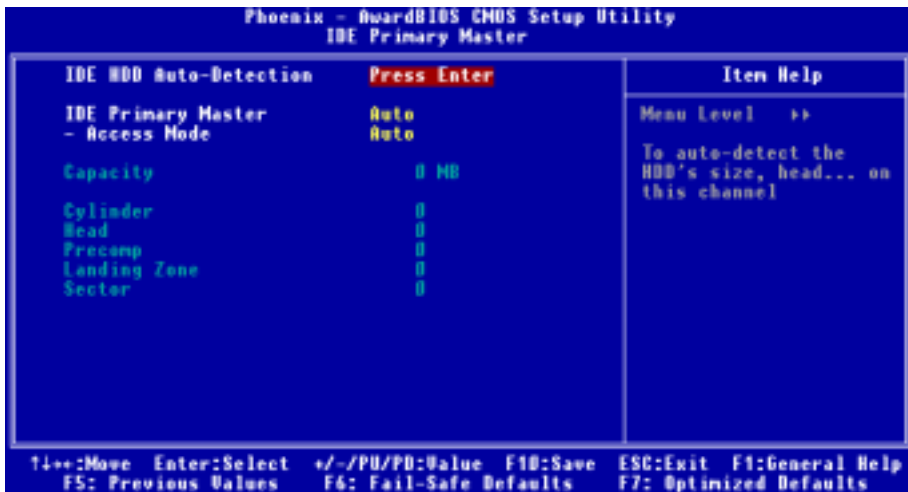 Phoenix - AwardBIOS CMOS Setup Utility
IDE Primary Master
IDE HDD Auto-Detection Press Enter
IDE Primary Master Auto
- Access Mode Auto
Capacity 0 MB
Cylinder 0
Head 0
Precomp 0
Landing Zone 0
Sector 0
Item Help
Menu Level ▸▸
To auto-detect the
HDD's size, head... on
this channel
↑↓→←:Move Enter:Select +/-/PU/PD:Value F10:Save ESC:Exit F1:General Help
F5: Previous Values F6: Fail-Safe Defaults F7: Optimized Defaults